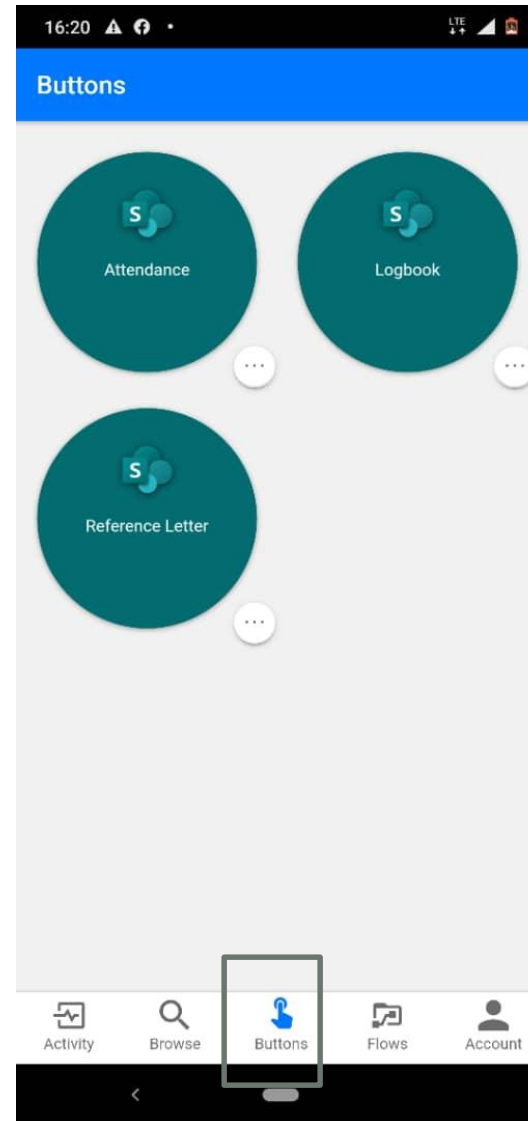 16:20
LTE
Buttons
S
Attendance
S
Logbook
S
Reference Letter
Activity
Browse
Buttons
Flows
Account